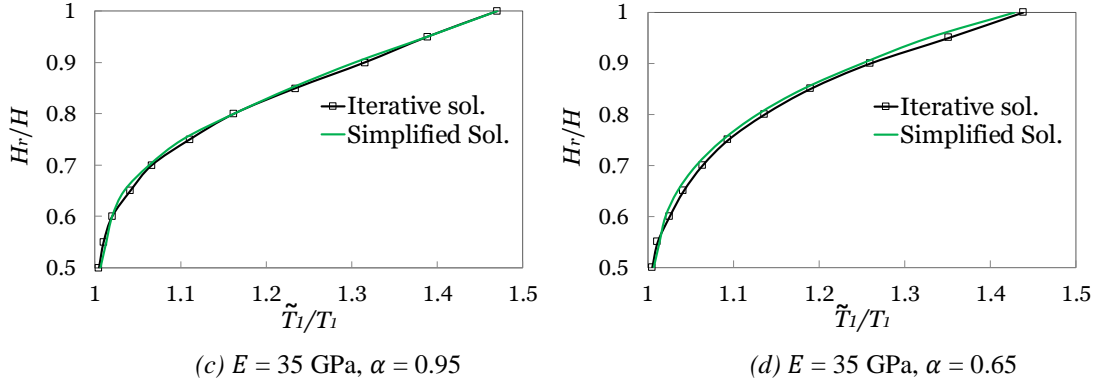 1
0.9
0.8
0.7
0.6
0.5
Hr/H
Iterative sol.
Simplified Sol.
1 1.1 1.2 1.3 1.4 1.5
T̃1/T1
(c) E = 35 GPa, α = 0.95
1
0.9
0.8
0.7
0.6
0.5
Hr/H
Iterative sol.
Simplified Sol.
1 1.1 1.2 1.3 1.4 1.5
T̃1/T1
(d) E = 35 GPa, α = 0.65